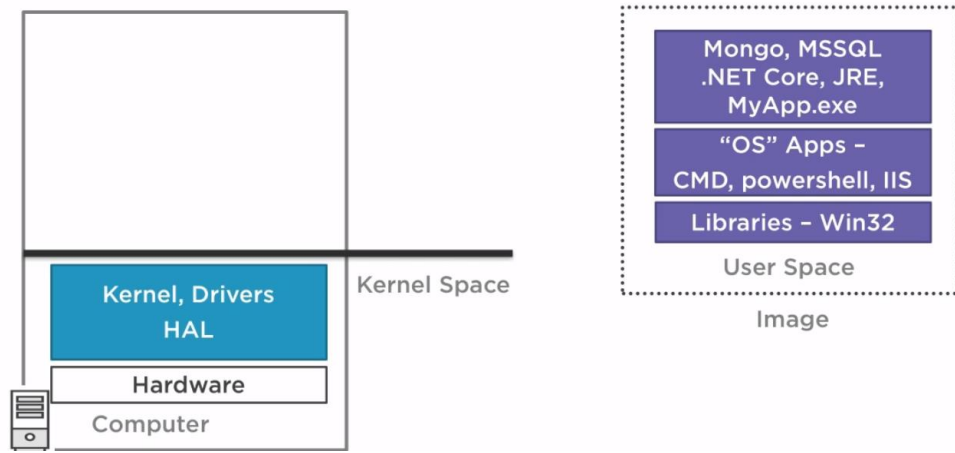 Kernel, Drivers
HAL
Hardware
Computer
Kernel Space
Mongo, MSSQL
.NET Core, JRE,
MyApp.exe
“OS” Apps –
CMD, powershell, IIS
Libraries – Win32
User Space
Image